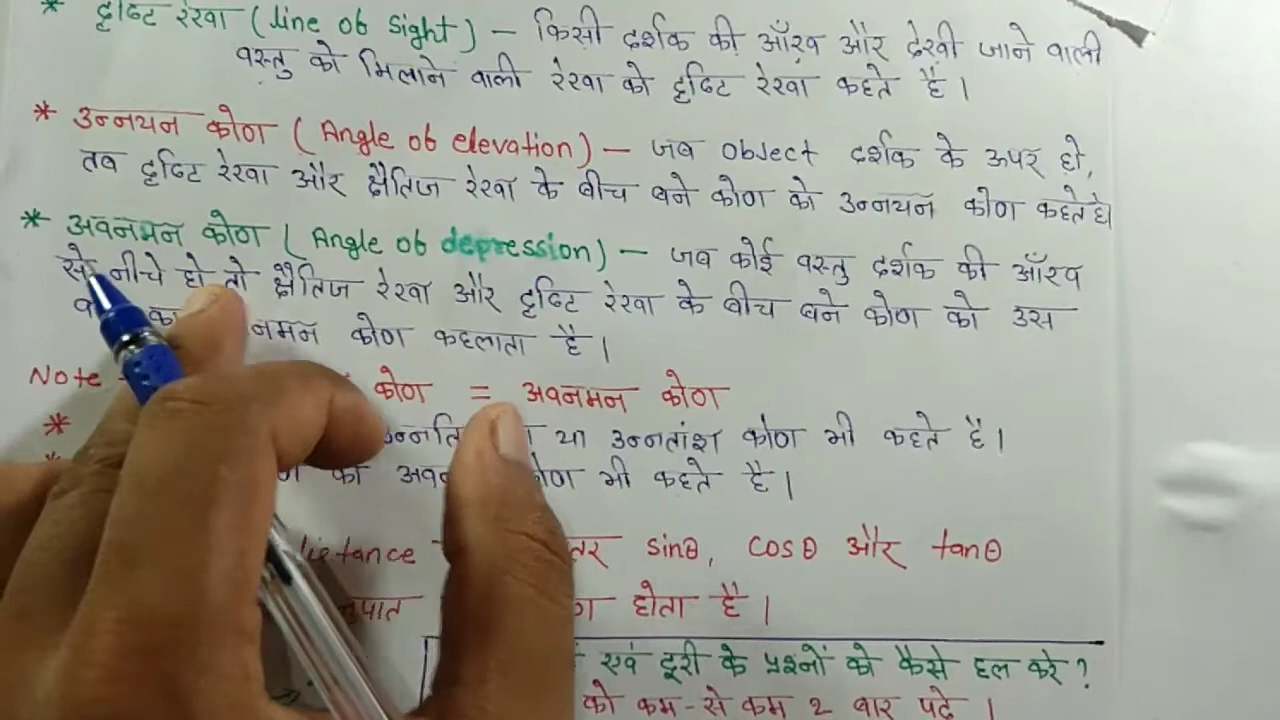 * दृष्टि रेखा (line of sight) – किसी दर्शक की आँख और देखी जाने वाली
वस्तु को मिलाने वाली रेखा को दृष्टि रेखा कहते हैं।
* उन्नयन कोण (Angle of elevation) – जब object दर्शक के ऊपर हो,
तब दृष्टि रेखा और क्षैतिज रेखा के बीच बने कोण को उन्नयन कोण कहते है।
* अवनमन कोण (Angle of depression) – जब कोई वस्तु दर्शक की आँख
से नीचे हो तो क्षैतिज रेखा और दृष्टि रेखा के बीच बने कोण को उस
नमन कोण कहलाता है।
Note - कोण = अवनमन कोण
* उन्नति या उन्नतांश कोण भी कहते है।
* को कोण भी कहते है।
distance sinθ, cosθ और tanθ
होता है।
एवं दूरी के प्रश्नों को कैसे हल करे?
को कम-से कम 2 बार पढ़े।